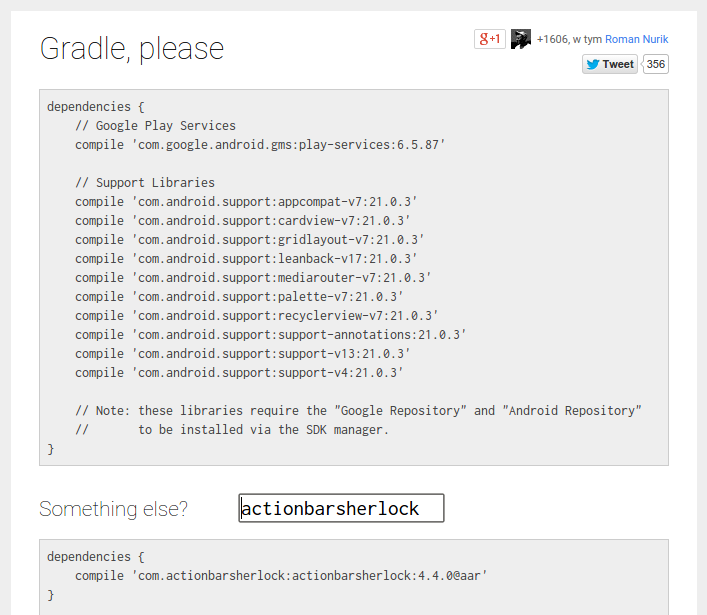 Gradle, please
g+1 +1606, w tym Roman Nurik
Tweet 356
dependencies {
    // Google Play Services
    compile 'com.google.android.gms:play-services:6.5.87'

    // Support Libraries
    compile 'com.android.support:appcompat-v7:21.0.3'
    compile 'com.android.support:cardview-v7:21.0.3'
    compile 'com.android.support:gridlayout-v7:21.0.3'
    compile 'com.android.support:leanback-v17:21.0.3'
    compile 'com.android.support:mediarouter-v7:21.0.3'
    compile 'com.android.support:palette-v7:21.0.3'
    compile 'com.android.support:recyclerview-v7:21.0.3'
    compile 'com.android.support:support-annotations:21.0.3'
    compile 'com.android.support:support-v13:21.0.3'
    compile 'com.android.support:support-v4:21.0.3'

    // Note: these libraries require the "Google Repository" and "Android Repository"
    //       to be installed via the SDK manager.
}
Something else? actionbarsherlock
dependencies {
    compile 'com.actionbarsherlock:actionbarsherlock:4.4.0@aar'
}